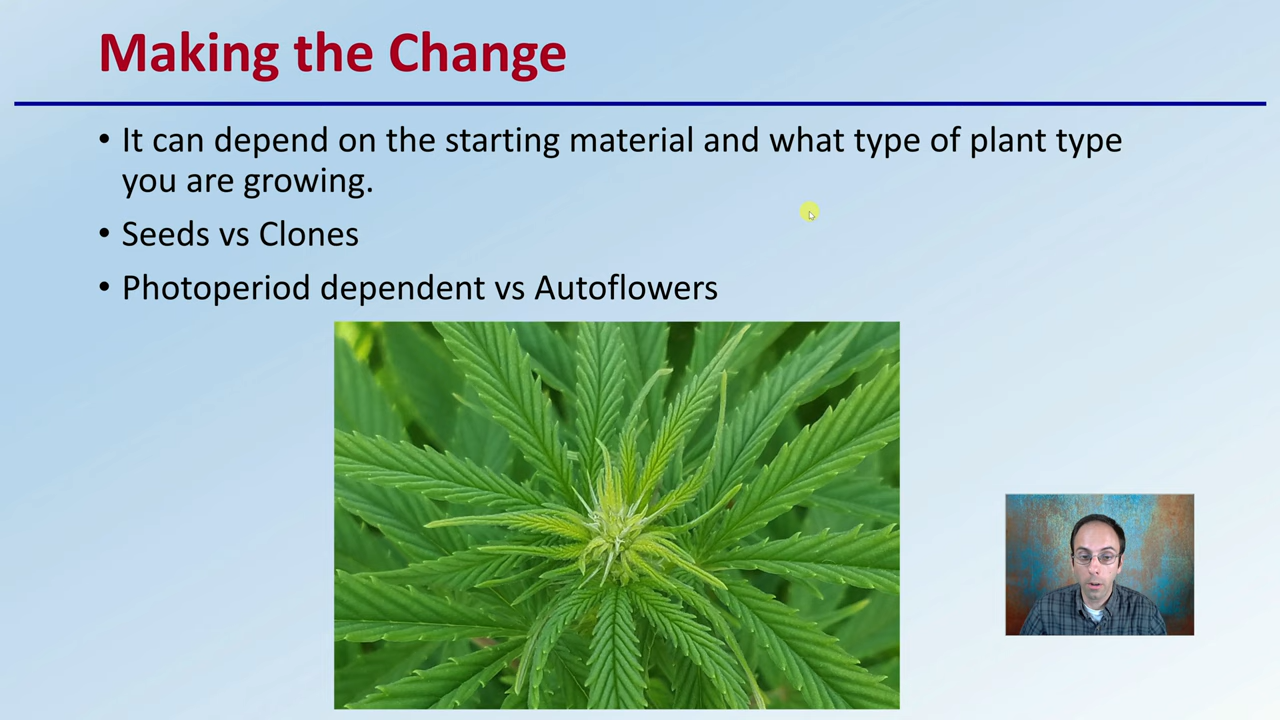 Making the Change
• It can depend on the starting material and what type of plant type
you are growing.
• Seeds vs Clones
• Photoperiod dependent vs Autoflowers